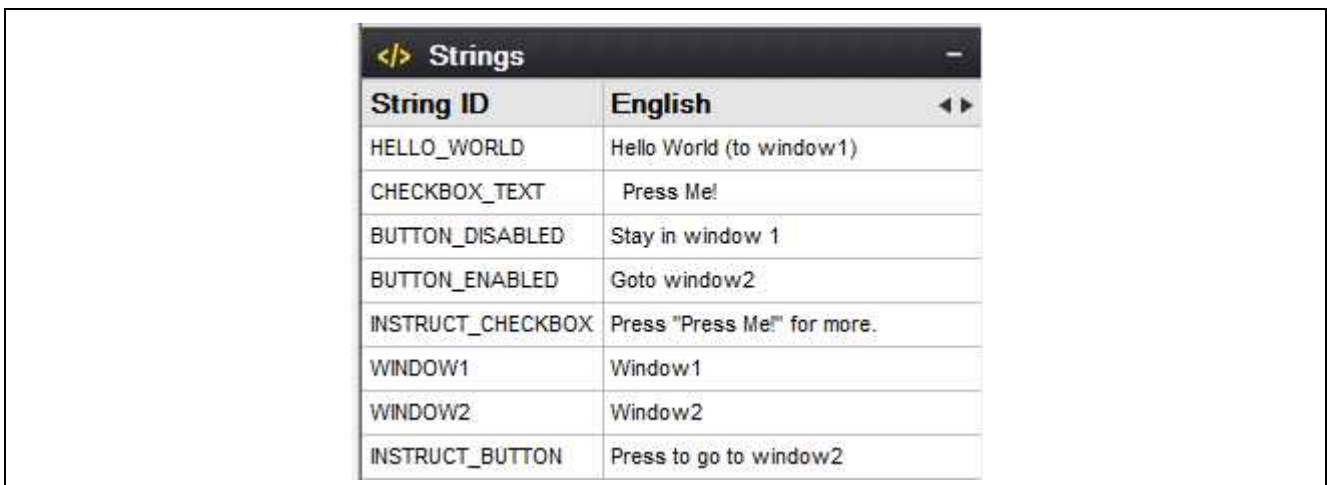 </> Strings
String ID English
HELLO_WORLD Hello World (to window1)
CHECKBOX_TEXT Press Me!
BUTTON_DISABLED Stay in window 1
BUTTON_ENABLED Goto window2
INSTRUCT_CHECKBOX Press "Press Me!" for more.
WINDOW1 Window1
WINDOW2 Window2
INSTRUCT_BUTTON Press to go to window2